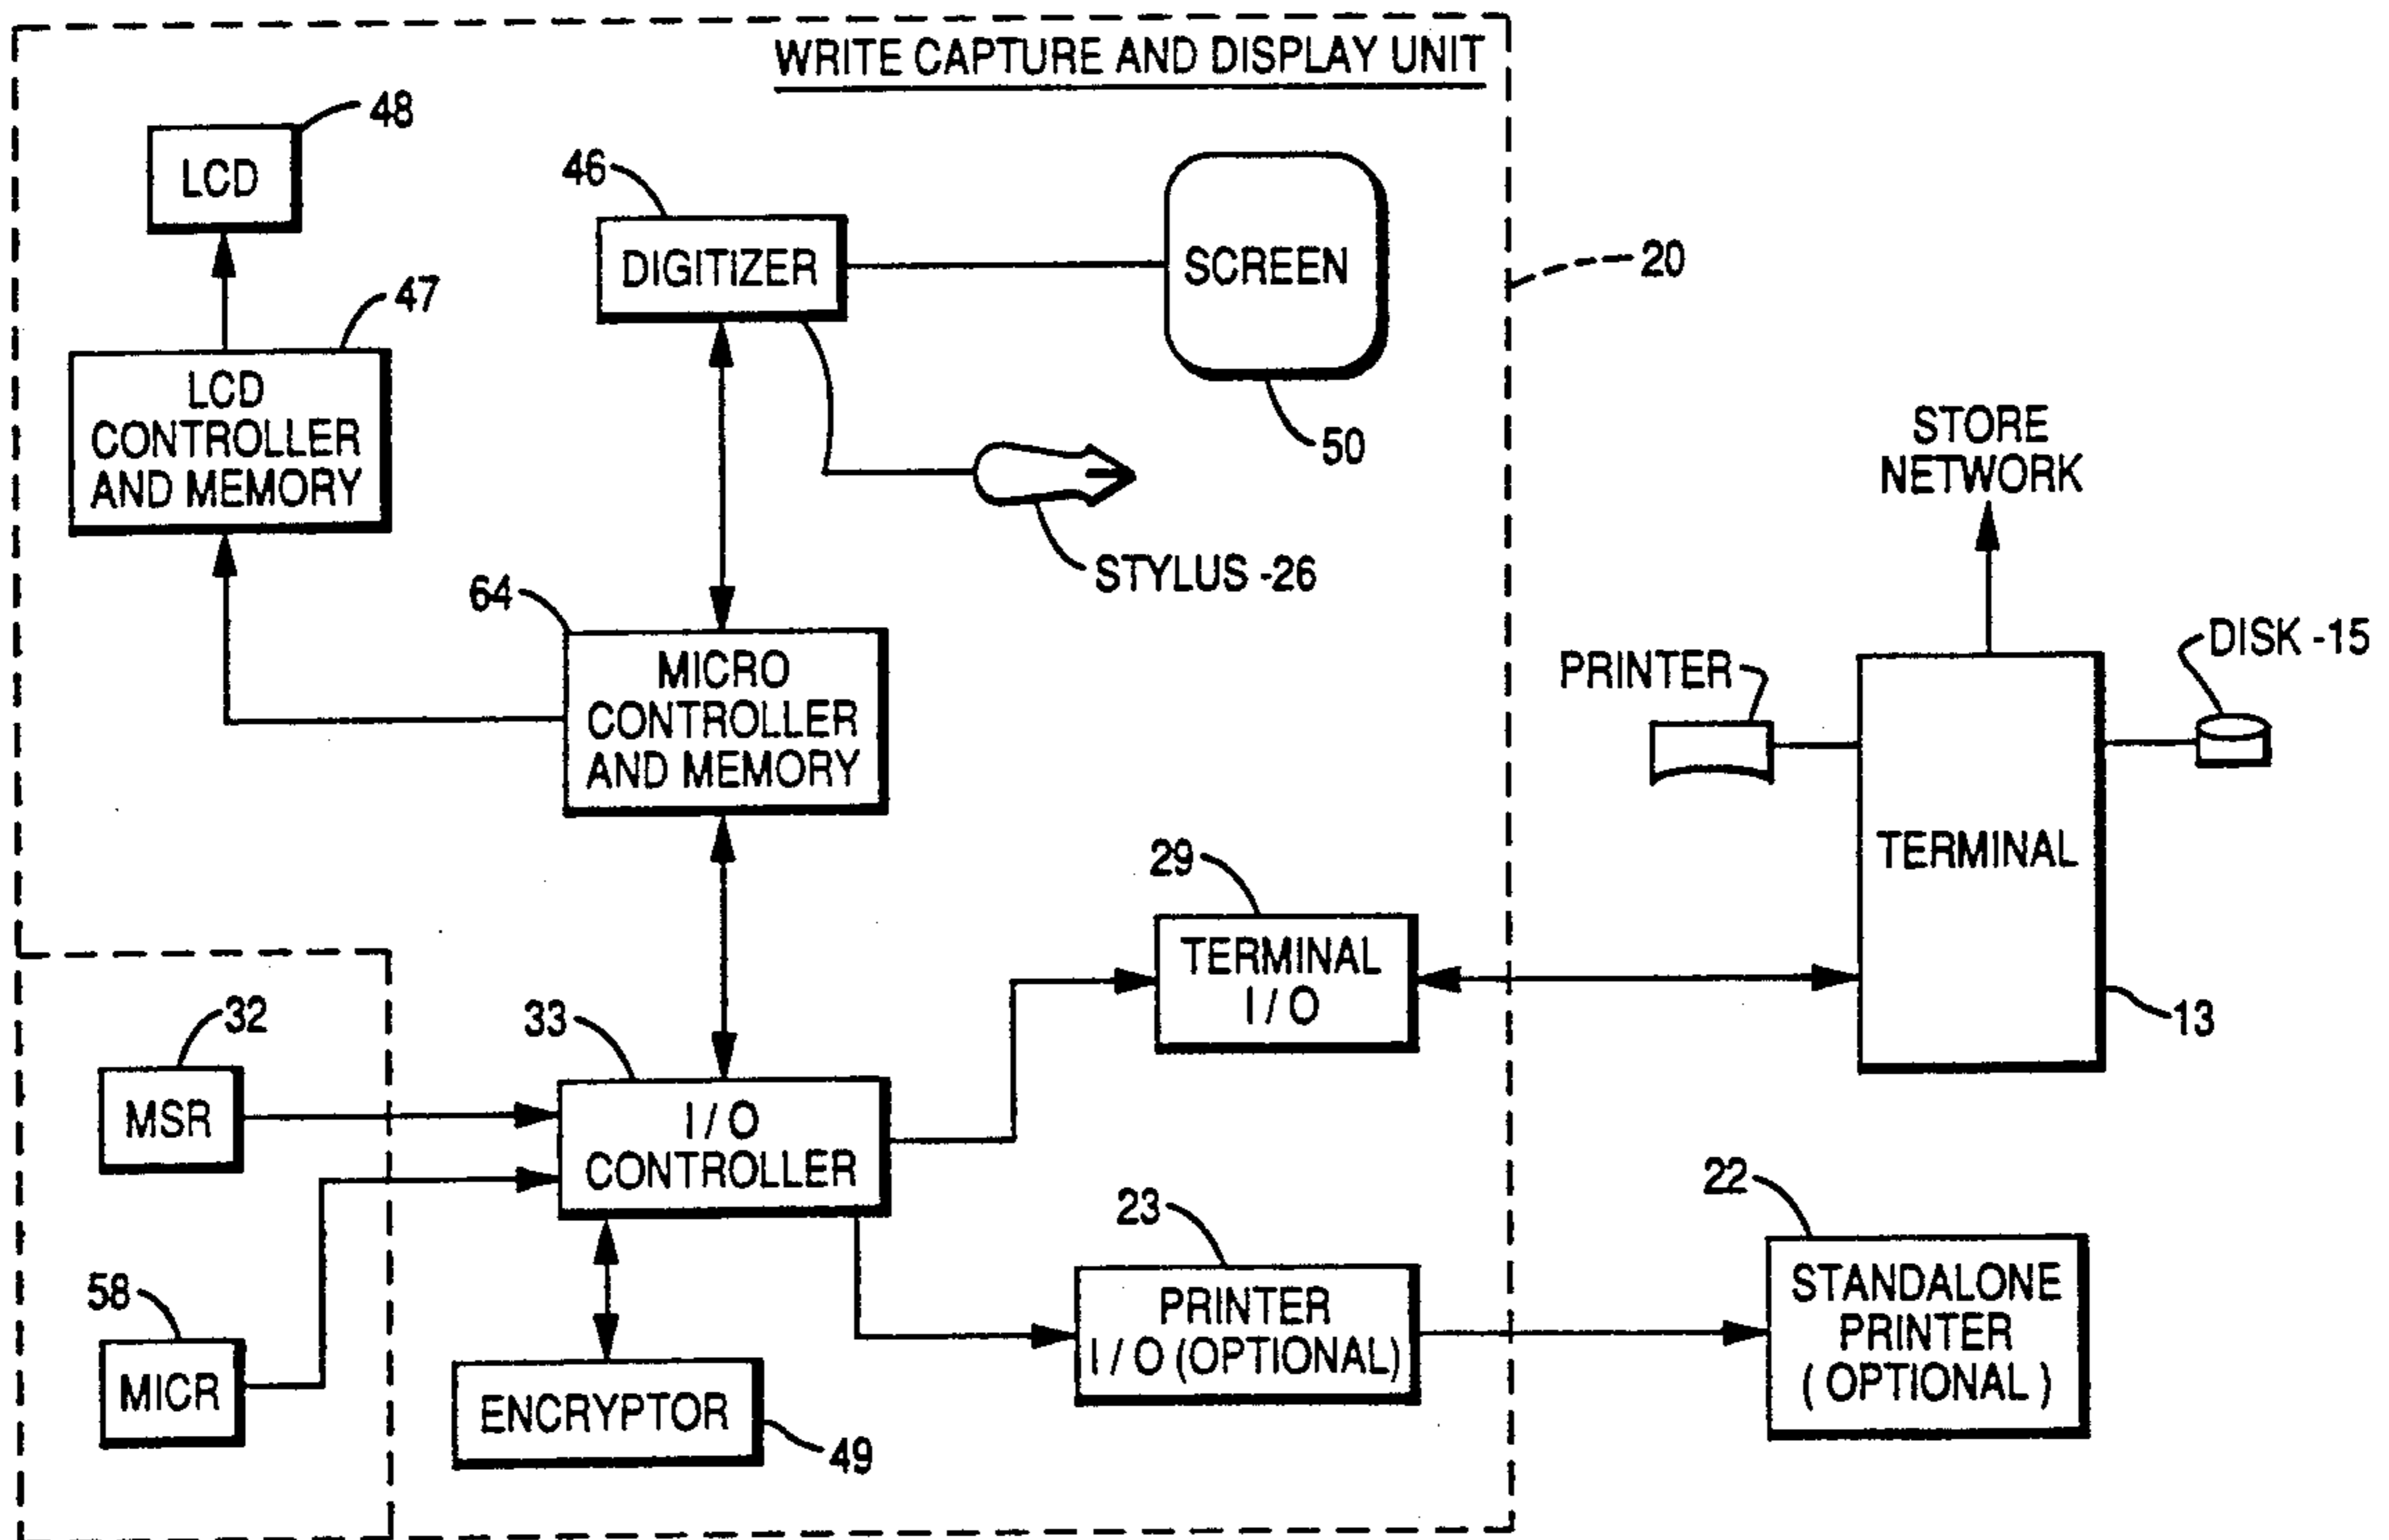 WRITE CAPTURE AND DISPLAY UNIT
48
LCD
46
DIGITIZER
SCREEN
20
47
LCD
CONTROLLER
AND MEMORY
50
STYLUS -26
STORE
NETWORK
64
MICRO
CONTROLLER
AND MEMORY
PRINTER
DISK -15
TERMINAL
29
TERMINAL
I / O
13
32
MSR
33
I / O
CONTROLLER
23
PRINTER
I / O (OPTIONAL)
22
STANDALONE
PRINTER
( OPTIONAL )
58
MICR
ENCRYPTOR
49